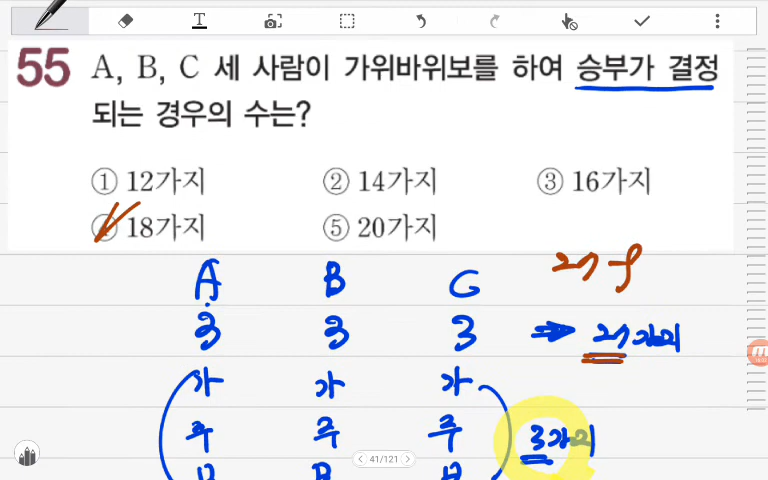 55 A, B, C 세 사람이 가위바위보를 하여 승부가 결정
되는 경우의 수는?
① 12가지 ② 14가지 ③ 16가지
④ 18가지 ⑤ 20가지
A B C
3 3 3 ⇒ 27가지
가 가 가
주 주 주 3가지
41/121